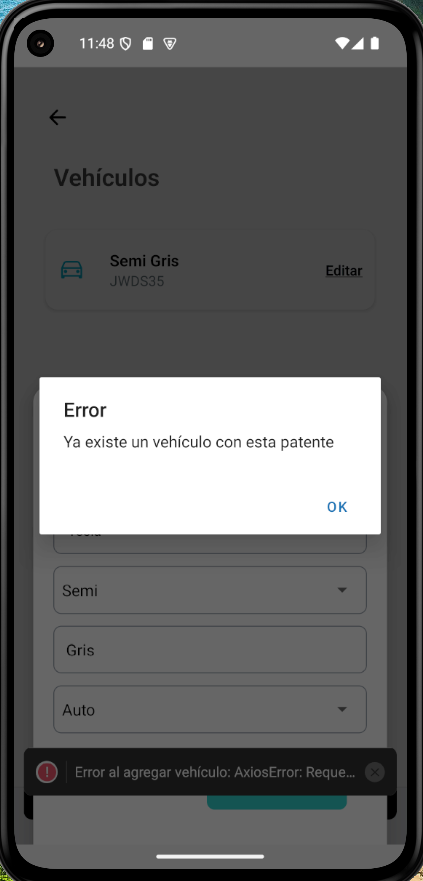 11:48
Vehículos
Semi Gris
JWDS35
Editar
Error
Ya existe un vehículo con esta patente
OK
Semi
Gris
Auto
Error al agregar vehículo: AxiosError: Reque...